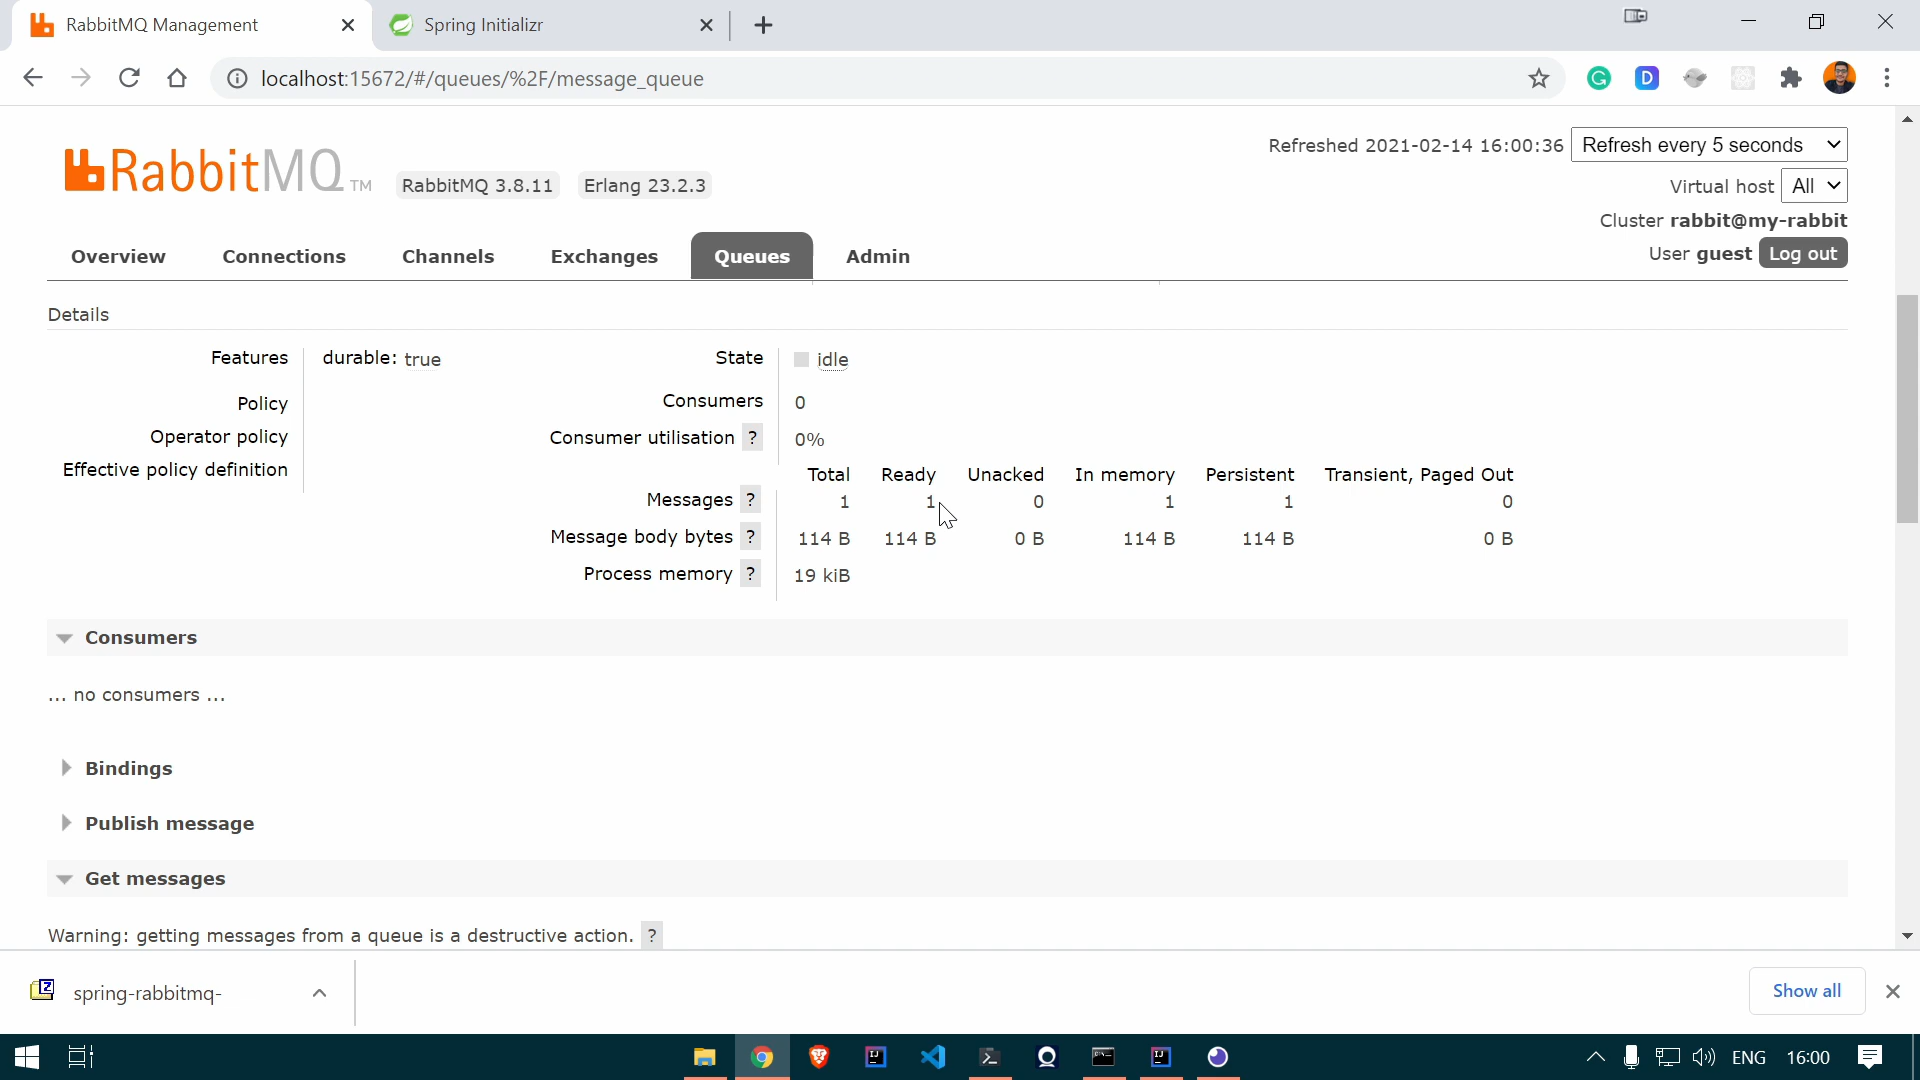 RabbitMQ Management
Spring Initializr
localhost:15672/#/queues/%2F/message_queue
RabbitMQ TM
RabbitMQ 3.8.11
Erlang 23.2.3
Refreshed 2021-02-14 16:00:36
Refresh every 5 seconds
Virtual host All
Cluster rabbit@my-rabbit
User guest Log out
Overview Connections Channels Exchanges Queues Admin
Details
Features durable: true State idle
Policy Consumers 0
Operator policy Consumer utilisation ? 0%
Effective policy definition
Total Ready Unacked In memory Persistent Transient, Paged Out
Messages ? 1 1 0 1 1 0
Message body bytes ? 114 B 114 B 0 B 114 B 114 B 0 B
Process memory ? 19 kiB
Consumers
... no consumers ...
Bindings
Publish message
Get messages
Warning: getting messages from a queue is a destructive action. ?
spring-rabbitmq-
Show all
ENG 16:00